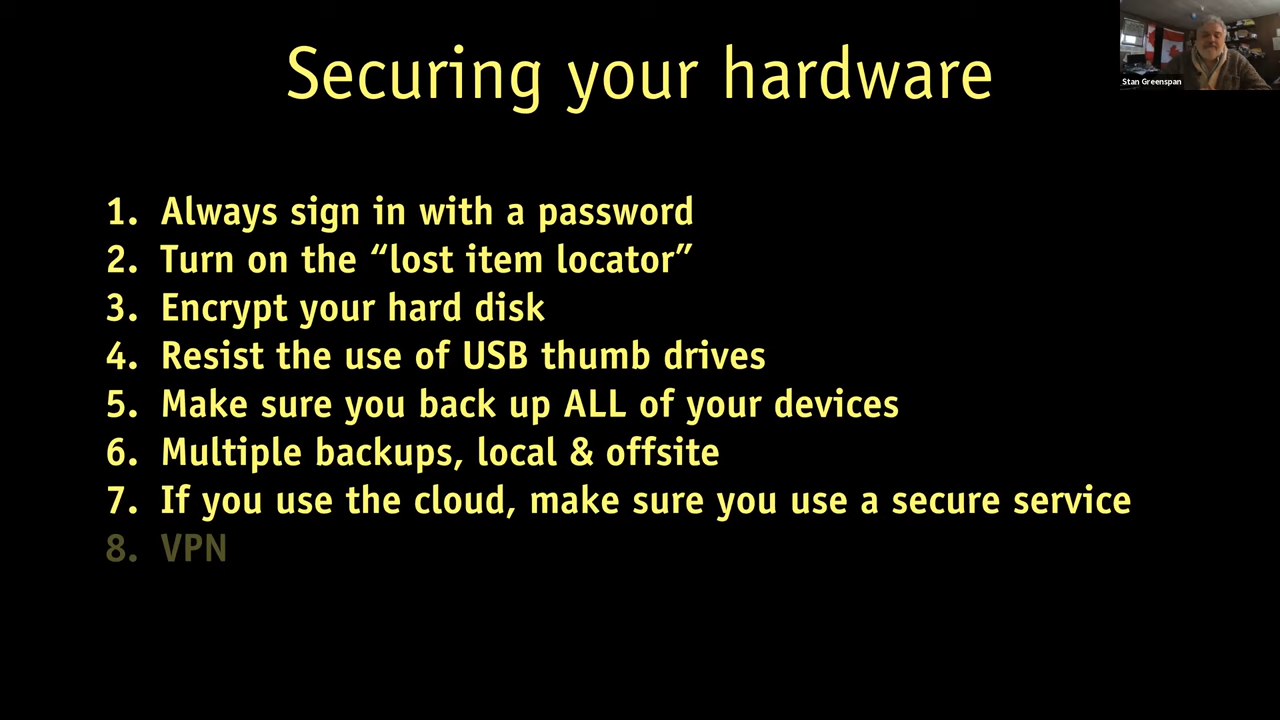 Securing your hardware
Stan Greenspan
1. Always sign in with a password
2. Turn on the “lost item locator”
3. Encrypt your hard disk
4. Resist the use of USB thumb drives
5. Make sure you back up ALL of your devices
6. Multiple backups, local & offsite
7. If you use the cloud, make sure you use a secure service
8. VPN